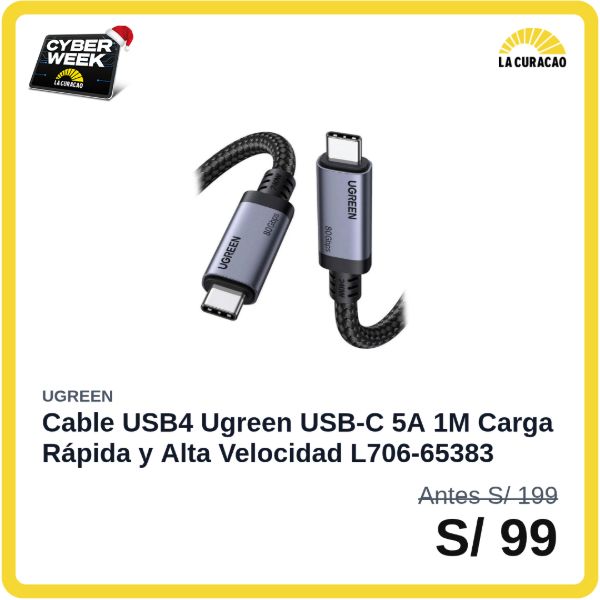 CYBER
WEEK
LA CURACAO
LA CURACAO
UGREEN
80Gbps
UGREEN
80Gbps
UGREEN
Cable USB4 Ugreen USB-C 5A 1M Carga
Rápida y Alta Velocidad L706-65383
Antes S/ 199
S/ 99